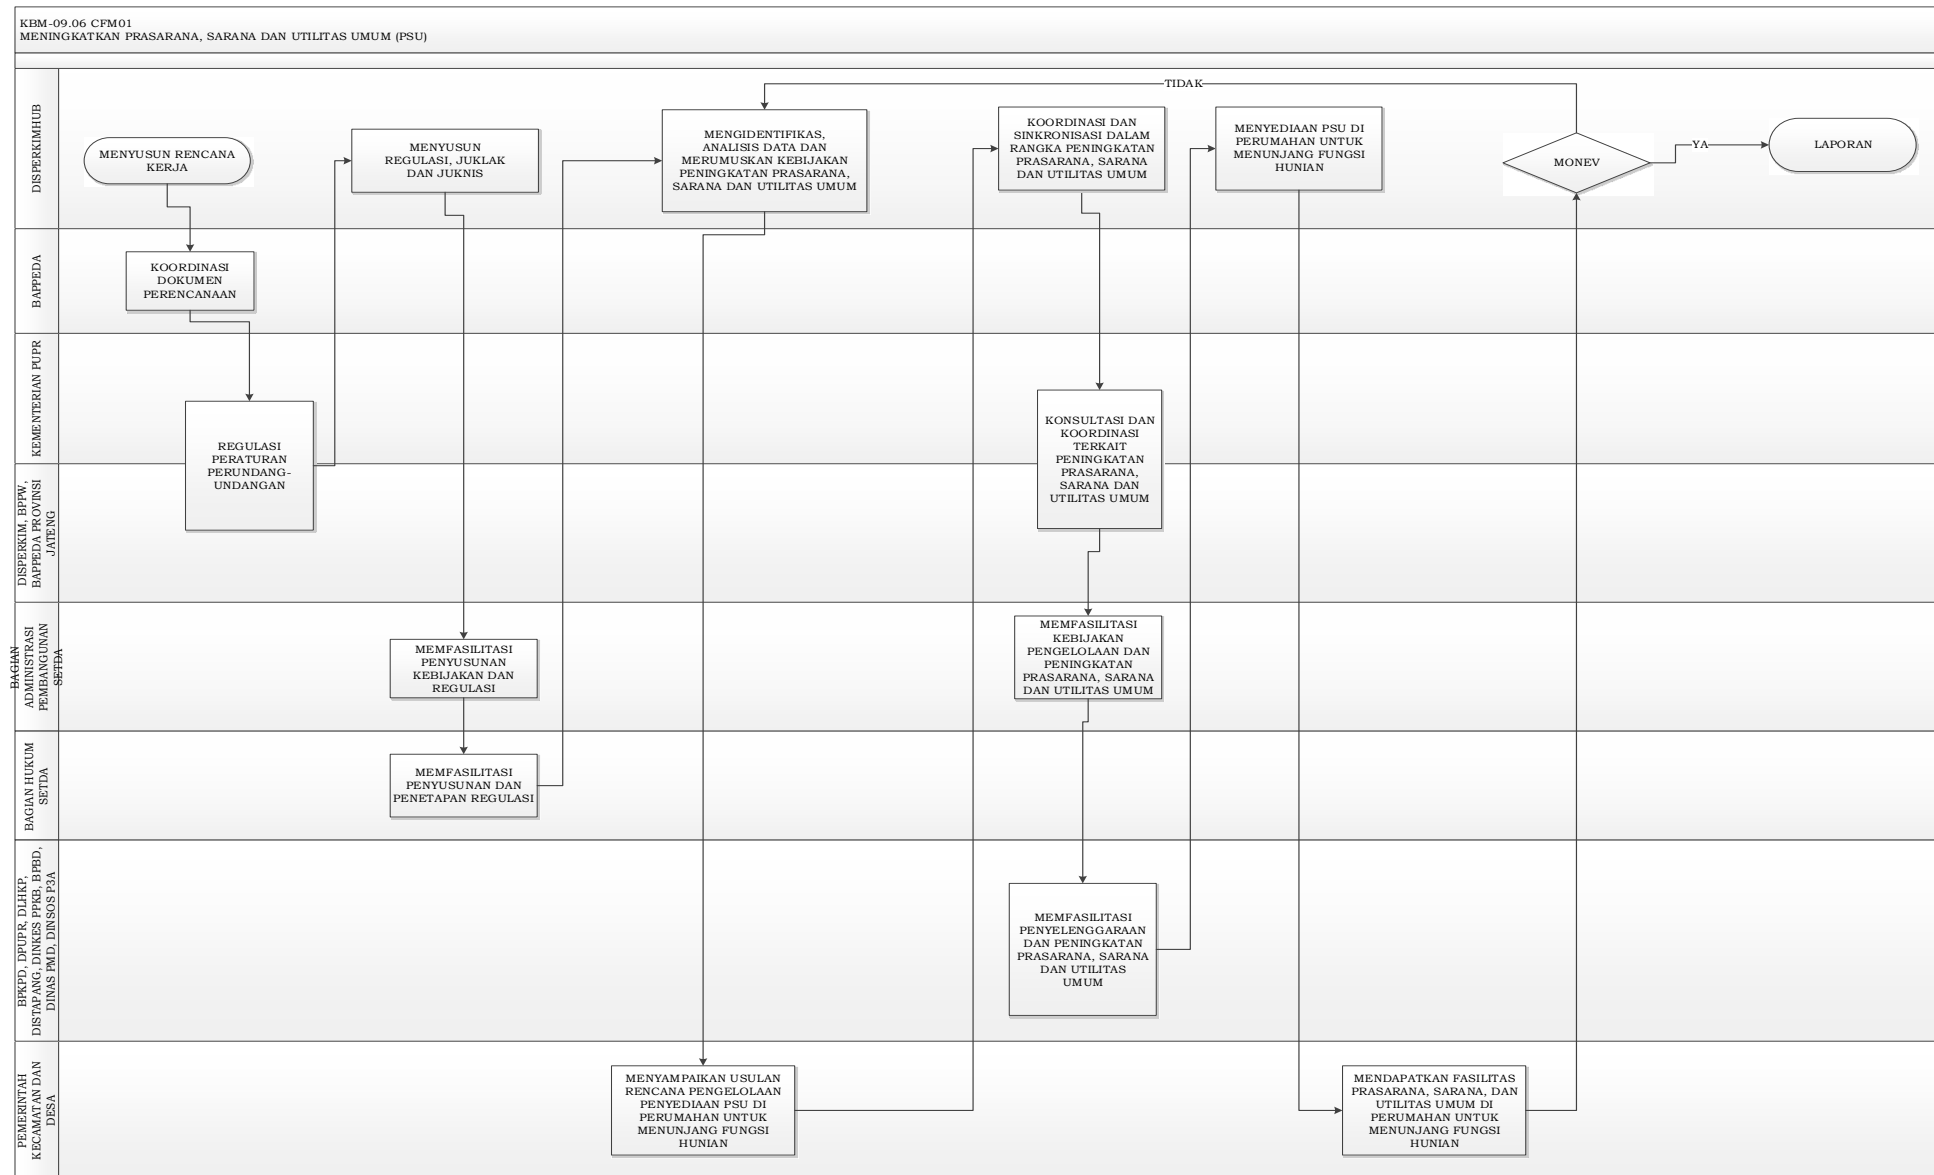 KBM-09.06 CFM01
MENINGKATKAN PRASARANA, SARANA DAN UTILITAS UMUM (PSU)
DISPERKIMHUB
MENYUSUN RENCANA
KERJA
MENYUSUN
REGULASI, JUKLAK
DAN JUKNIS
MENGIDENTIFIKAS,
ANALISIS DATA DAN
MERUMUSKAN KEBIJAKAN
PENINGKATAN PRASARANA,
SARANA DAN UTILITAS UMUM
KOORDINASI DAN
SINKRONISASI DALAM
RANGKA PENINGKATAN
PRASARANA, SARANA
DAN UTILITAS UMUM
TIDAK
MENYEDIAAN PSU DI
PERUMAHAN UNTUK
MENUNJANG FUNGSI
HUNIAN
MONEV
YA
LAPORAN
BAPPEDA
KOORDINASI
DOKUMEN
PERENCANAAN
KEMENTERIAN PUPR
REGULASI
PERATURAN
PERUNDANG-
UNDANGAN
KONSULTASI DAN
KOORDINASI
TERKAIT
PENINGKATAN
PRASARANA,
SARANA DAN
UTILITAS UMUM
DISPERKIM, BPPW,
BAPPEDA PROVINSI
JATENG
BAGIAN
ADMINISTRASI
PEMBANGUNAN
SETDA
MEMFASILITASI
PENYUSUNAN
KEBIJAKAN DAN
REGULASI
MEMFASILITASI
KEBIJAKAN
PENGELOLAAN DAN
PENINGKATAN
PRASARANA, SARANA
DAN UTILITAS UMUM
BAGIAN HUKUM
SETDA
MEMFASILITASI
PENYUSUNAN DAN
PENETAPAN REGULASI
BPKPD, DPUPR, DLHKP,
DISTAPANG, DINKES PPKB, BPBD,
DINAS PMD, DINSOS P3A
MEMFASILITASI
PENYELENGGARAAN
DAN PENINGKATAN
PRASARANA, SARANA
DAN UTILITAS
UMUM
PEMERINTAH
KECAMATAN DAN
DESA
MENYAMPAIKAN USULAN
RENCANA PENGELOLAAN
PENYEDIAAN PSU DI
PERUMAHAN UNTUK
MENUNJANG FUNGSI
HUNIAN
MENDAPATKAN FASILITAS
PRASARANA, SARANA, DAN
UTILITAS UMUM DI
PERUMAHAN UNTUK
MENUNJANG FUNGSI
HUNIAN